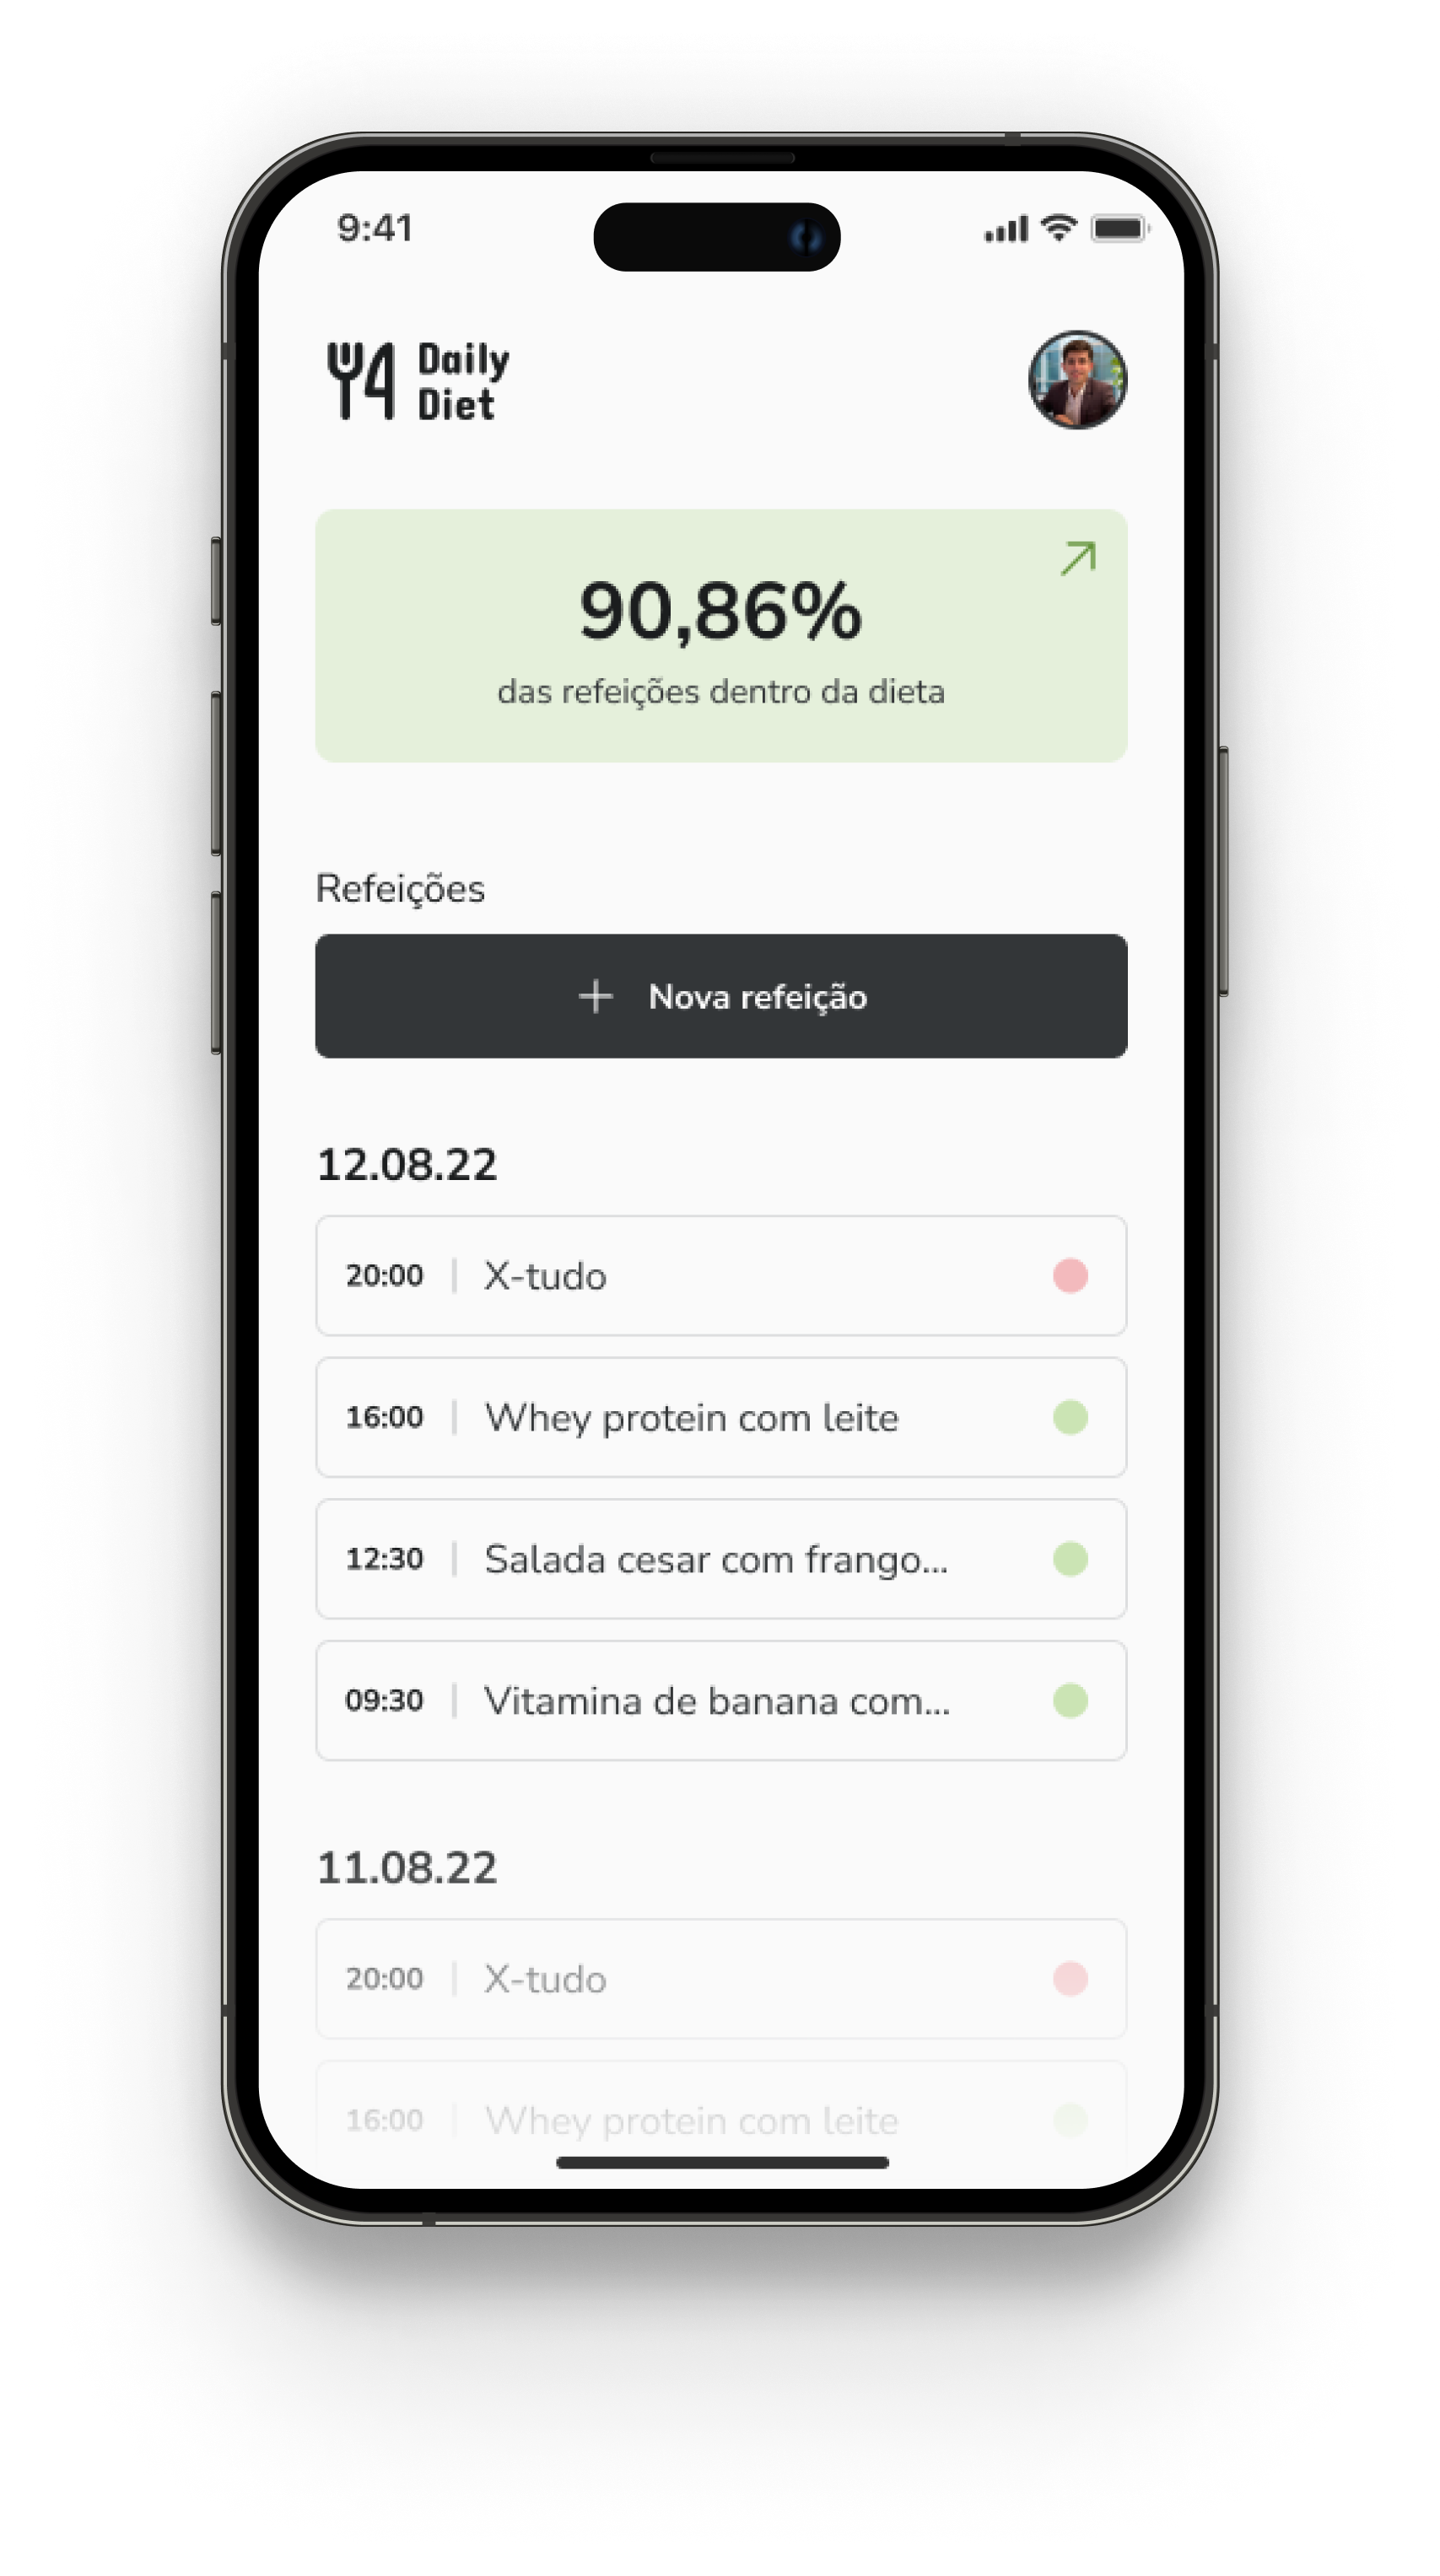 9:41
Daily
Diet
90,86%
das refeições dentro da dieta
Refeições
Nova refeição
12.08.22
20:00 X-tudo
16:00 Whey protein com leite
12:30 Salada cesar com frango...
09:30 Vitamina de banana com...
11.08.22
20:00 X-tudo
16:00 Whey protein com leite